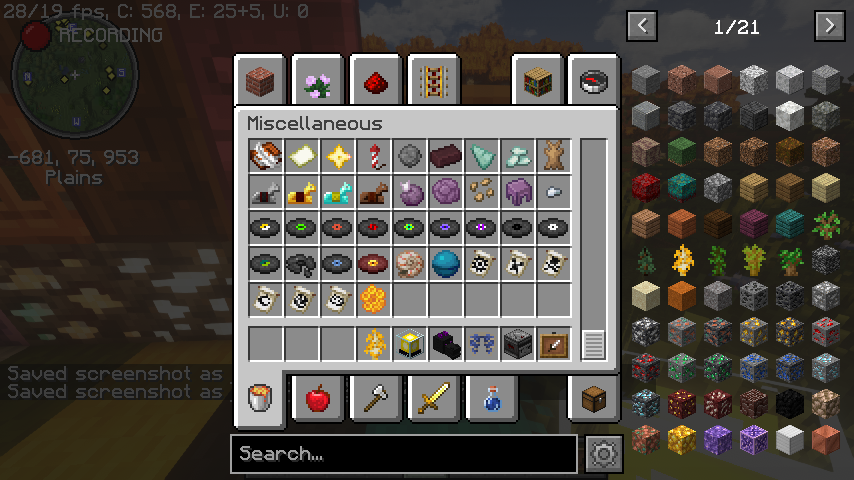 28/19 fps, C: 568, E: 25+5, U: 0
RECORDING
N
S
-681, 75, 953
Plains
Miscellaneous
1/21
Saved screenshot as
Saved screenshot as
Search...